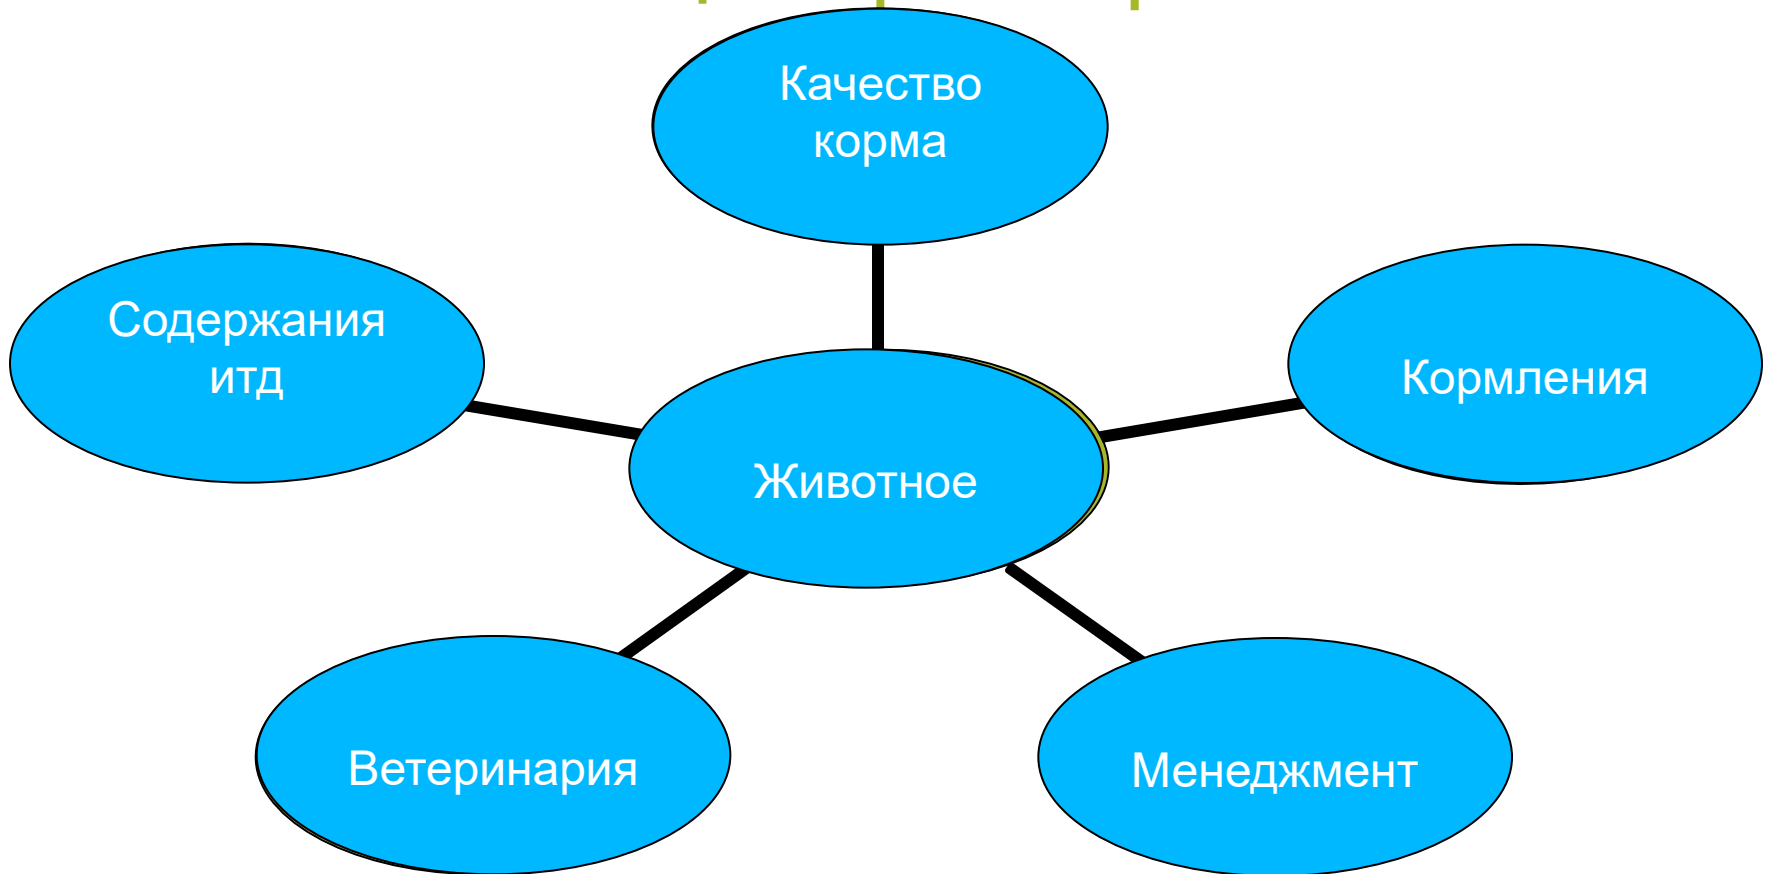 Качество
корма
Содержания
итд
Кормления
Животное
Ветеринария
Менеджмент